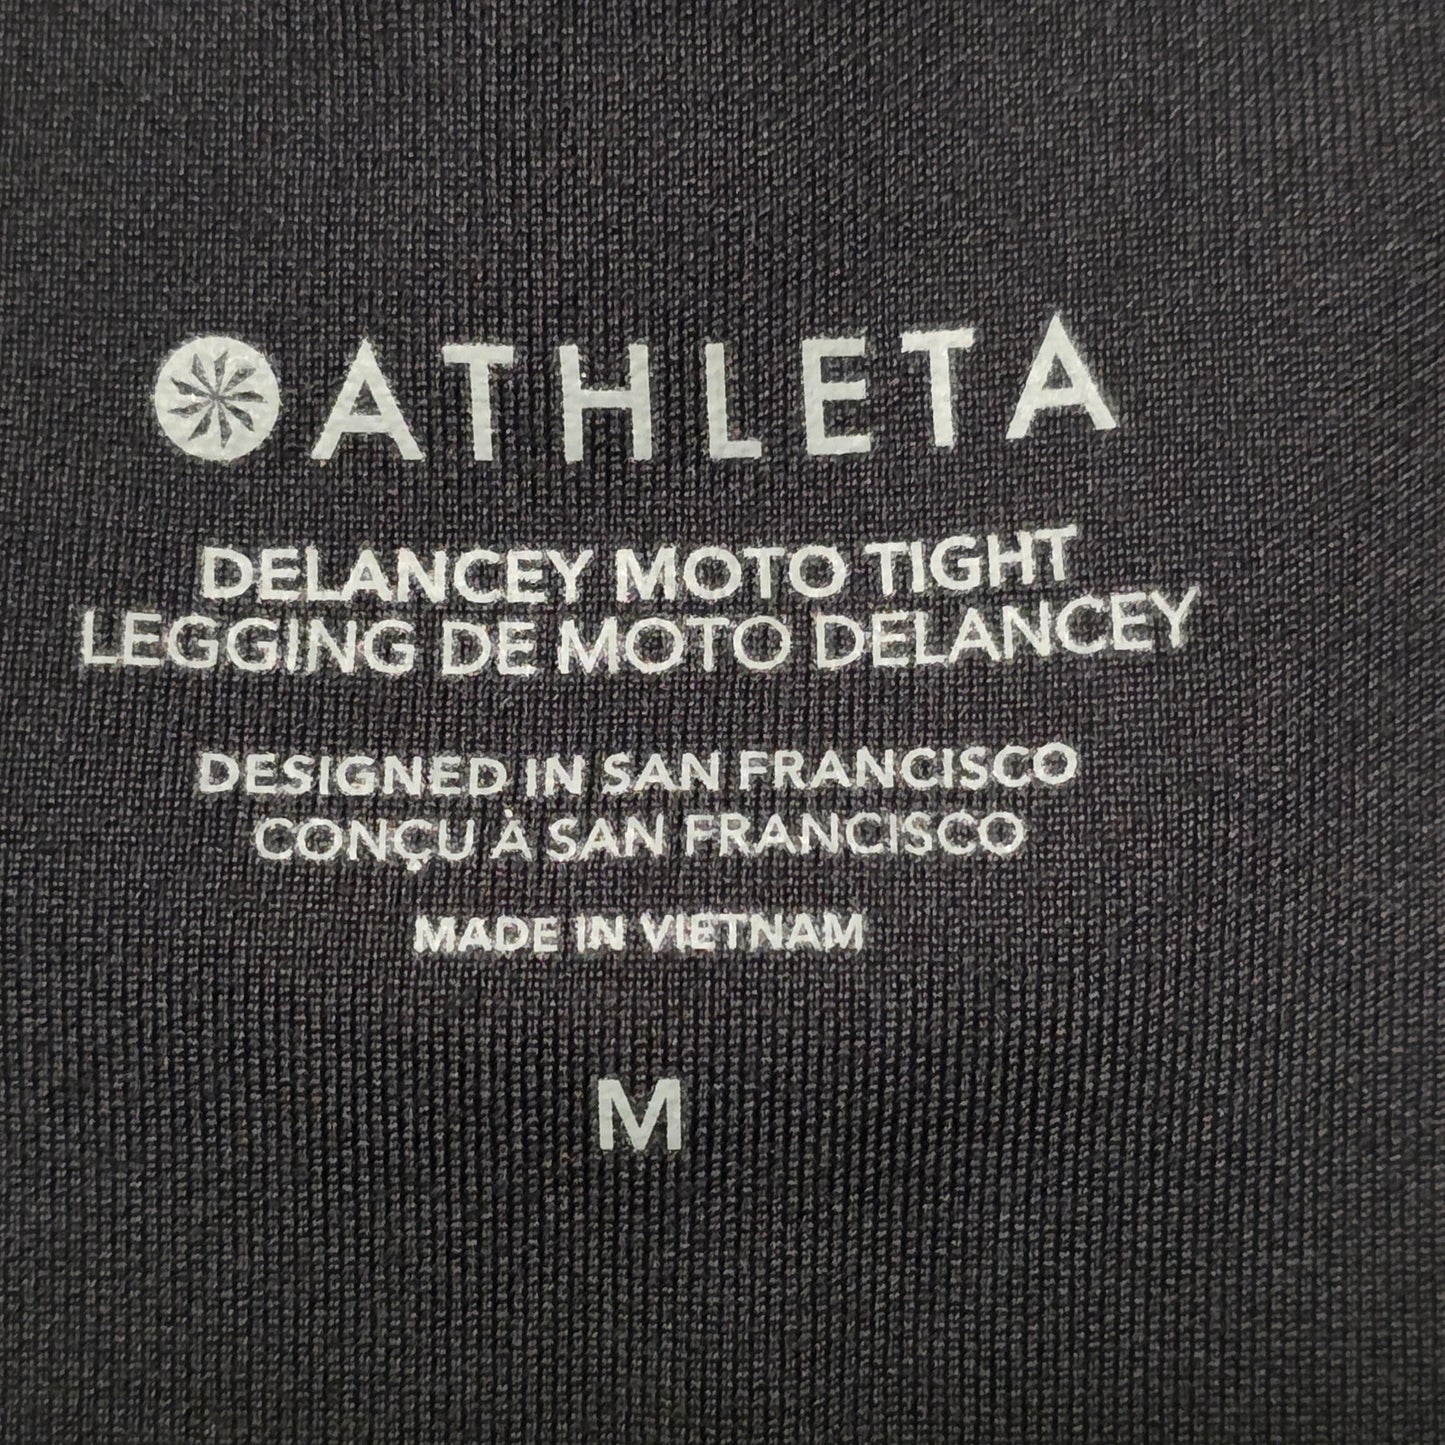 ATHLETA
DELANCEY MOTO TIGHT
LEGGING DE MOTO DELANCEY
DESIGNED IN SAN FRANCISCO
CONÇU À SAN FRANCISCO
MADE IN VIETNAM
M